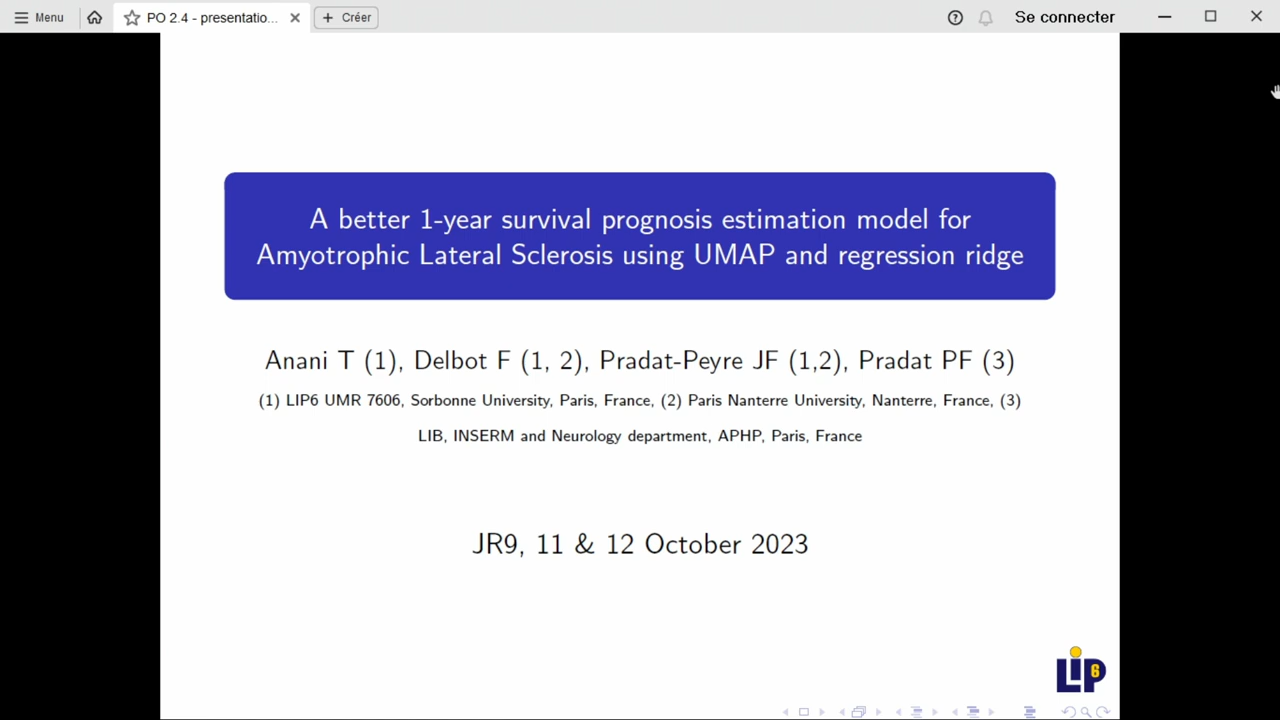 Menu
PO 2.4 - presentatio...
Créer
Se connecter
A better 1-year survival prognosis estimation model for
Amyotrophic Lateral Sclerosis using UMAP and regression ridge
Anani T (1), Delbot F (1, 2), Pradat-Peyre JF (1,2), Pradat PF (3)
(1) LIP6 UMR 7606, Sorbonne University, Paris, France, (2) Paris Nanterre University, Nanterre, France, (3)
LIB, INSERM and Neurology department, APHP, Paris, France
JR9, 11 & 12 October 2023
LIP6